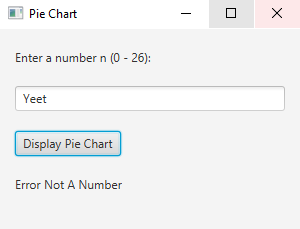 Pie Chart
Enter a number n (0 - 26):
Yeet
Display Pie Chart
Error Not A Number